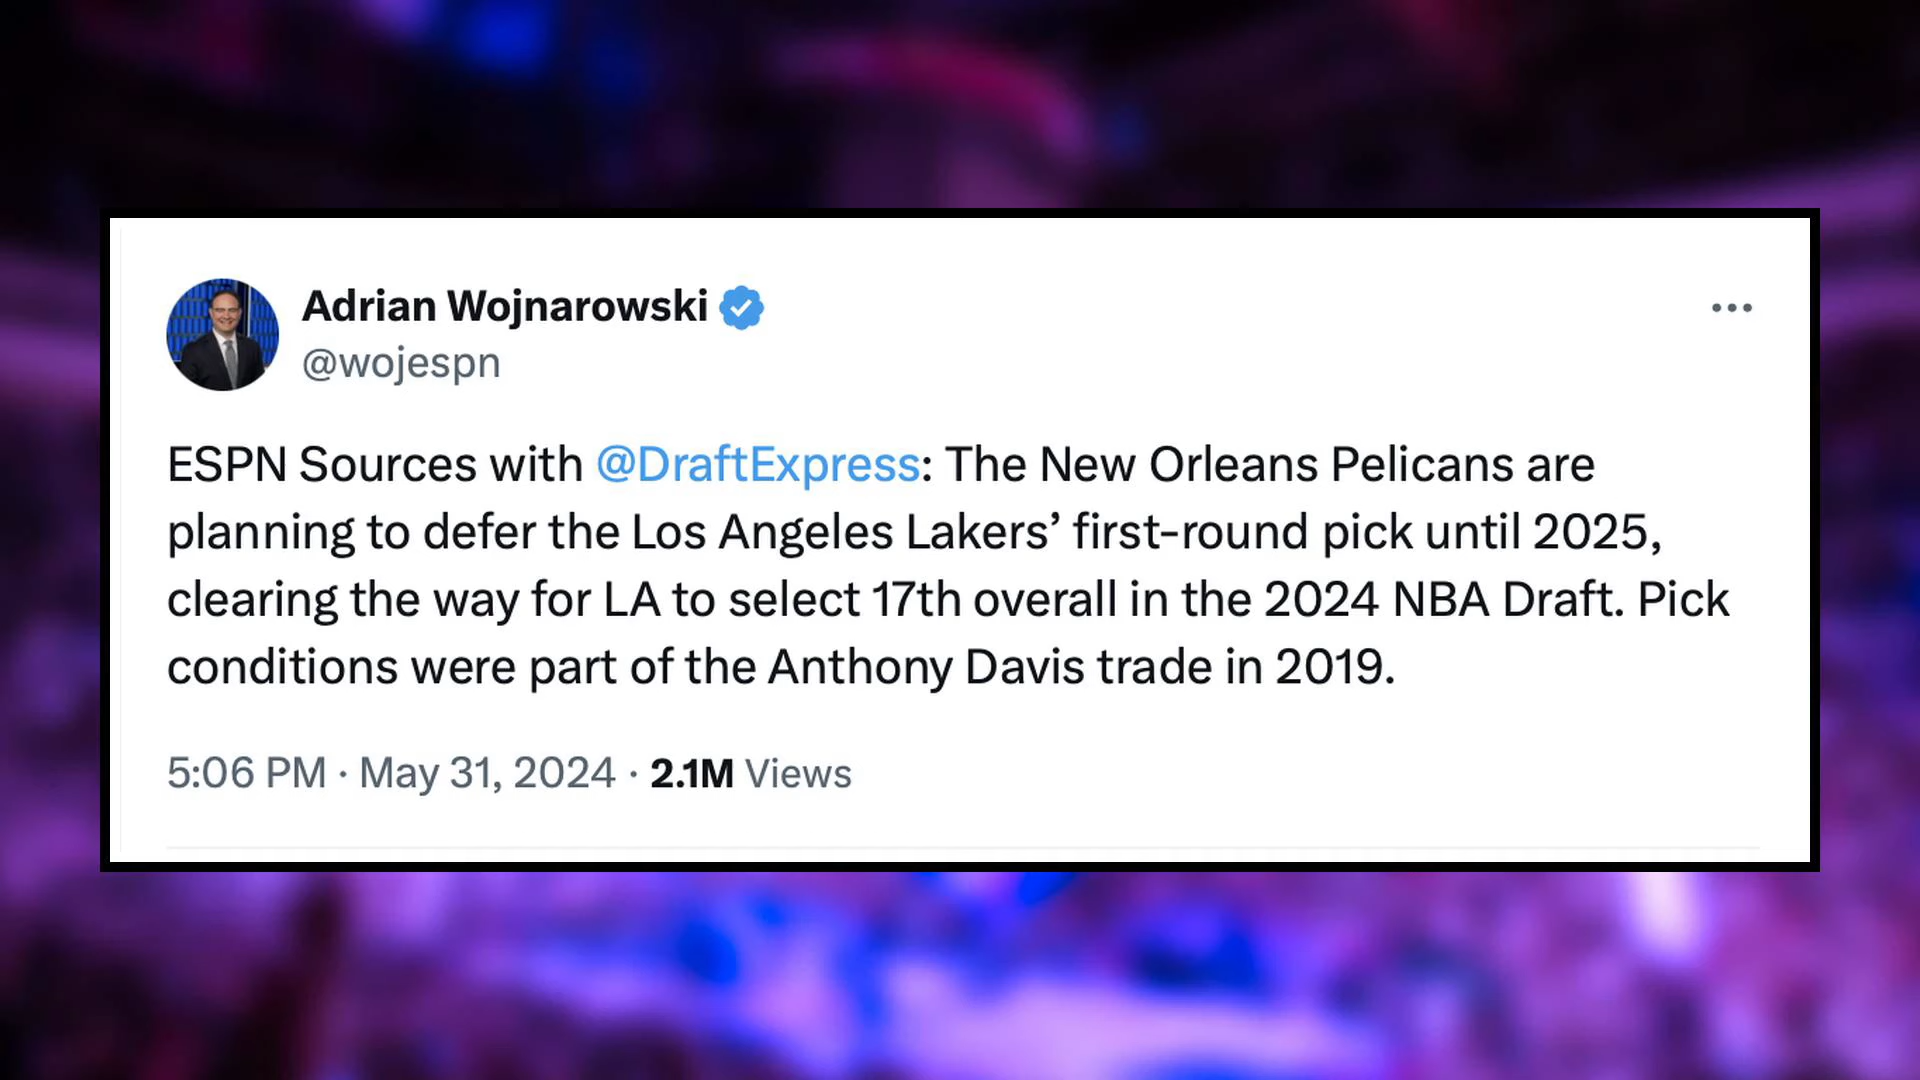 Adrian Wojnarowski
@wojespn
ESPN Sources with @DraftExpress: The New Orleans Pelicans are
planning to defer the Los Angeles Lakers’ first-round pick until 2025,
clearing the way for LA to select 17th overall in the 2024 NBA Draft. Pick
conditions were part of the Anthony Davis trade in 2019.
5:06 PM · May 31, 2024 · 2.1M Views